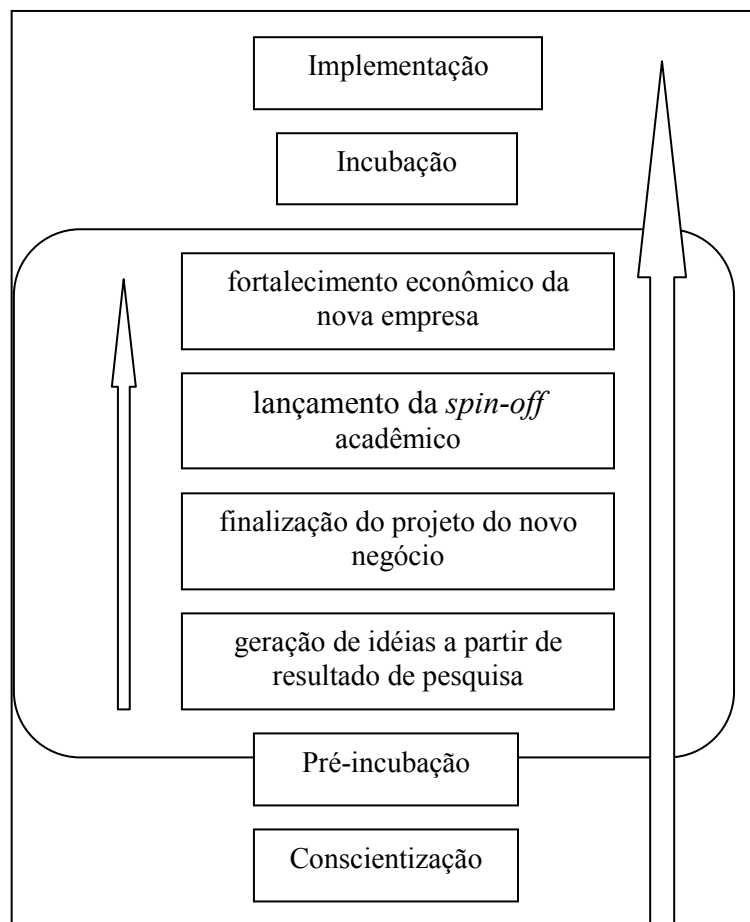 Implementação
Incubação
fortalecimento econômico da
nova empresa
lançamento da spin-off
acadêmico
finalização do projeto do novo
negócio
geração de idéias a partir de
resultado de pesquisa
Pré-incubação
Conscientização